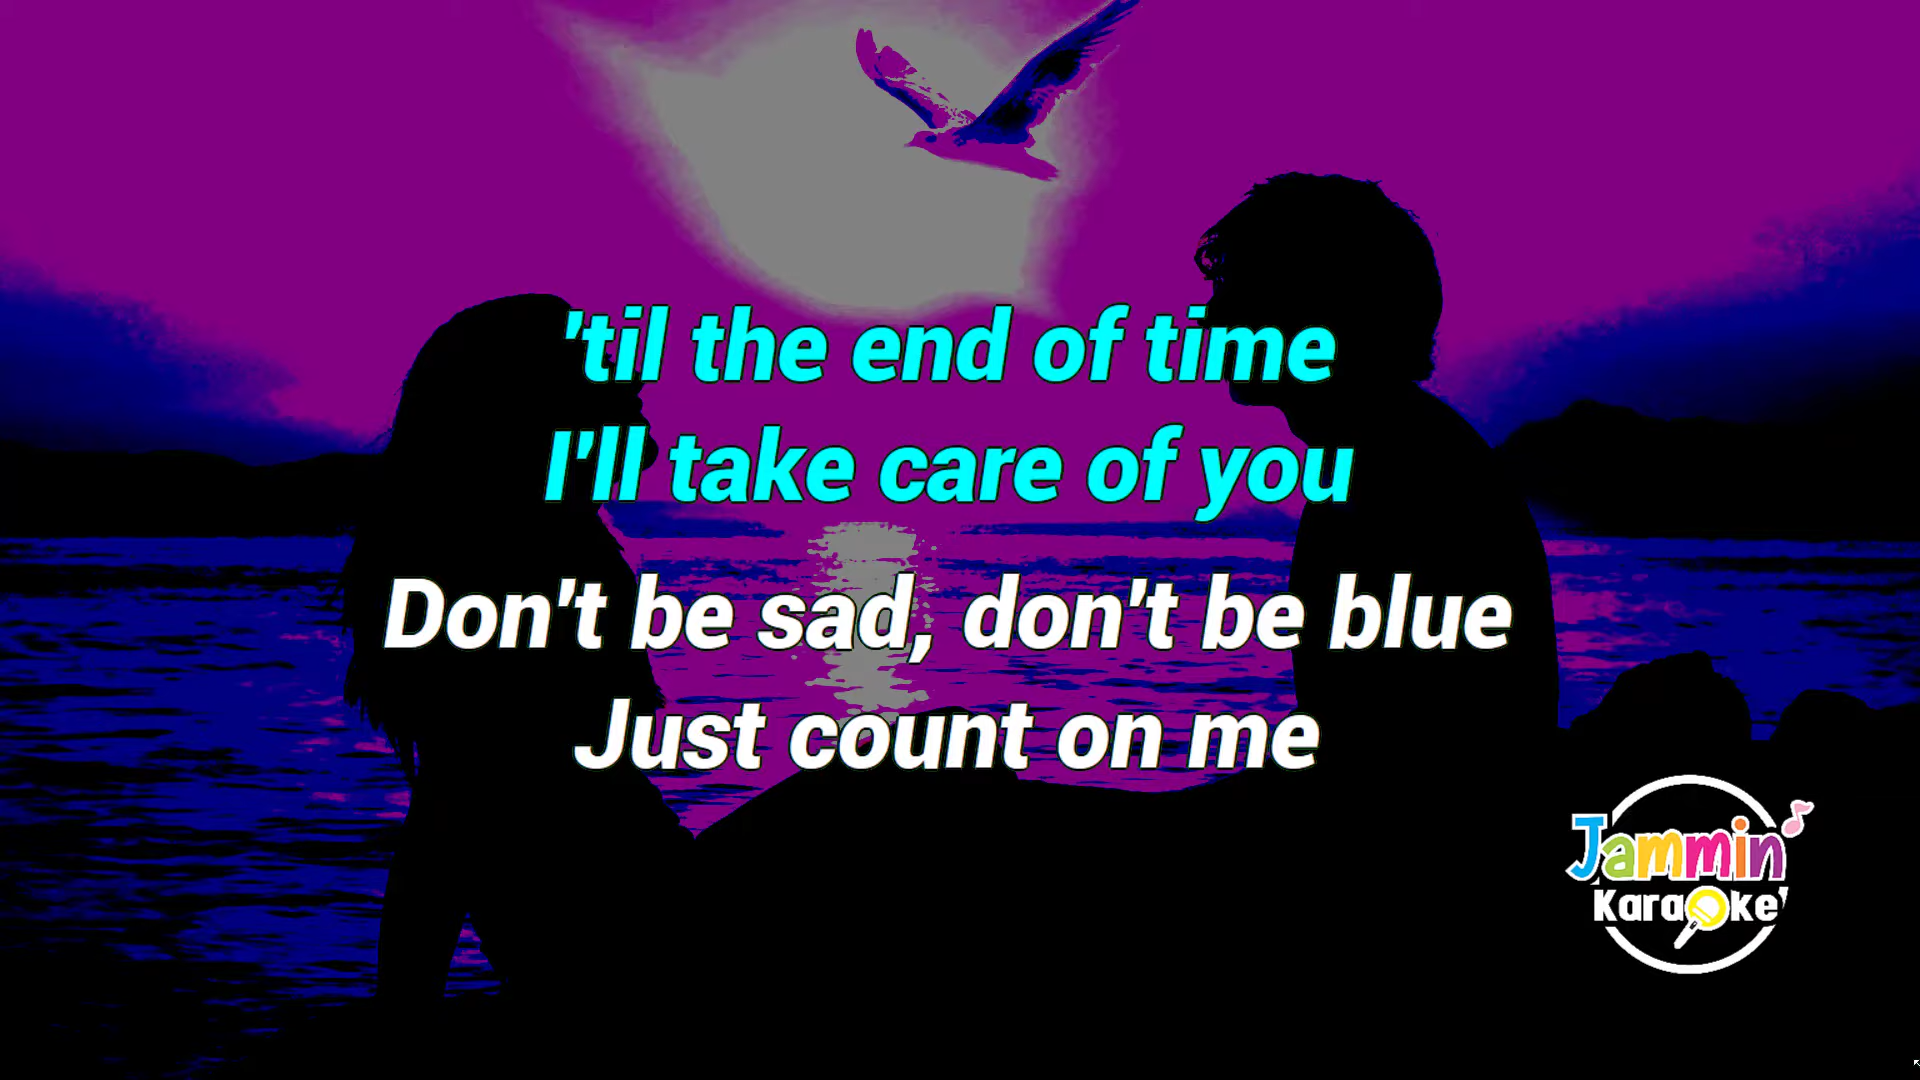 'til the end of time
I'll take care of you
Don't be sad, don't be blue
Just count on me
Jammin'
Karaoke